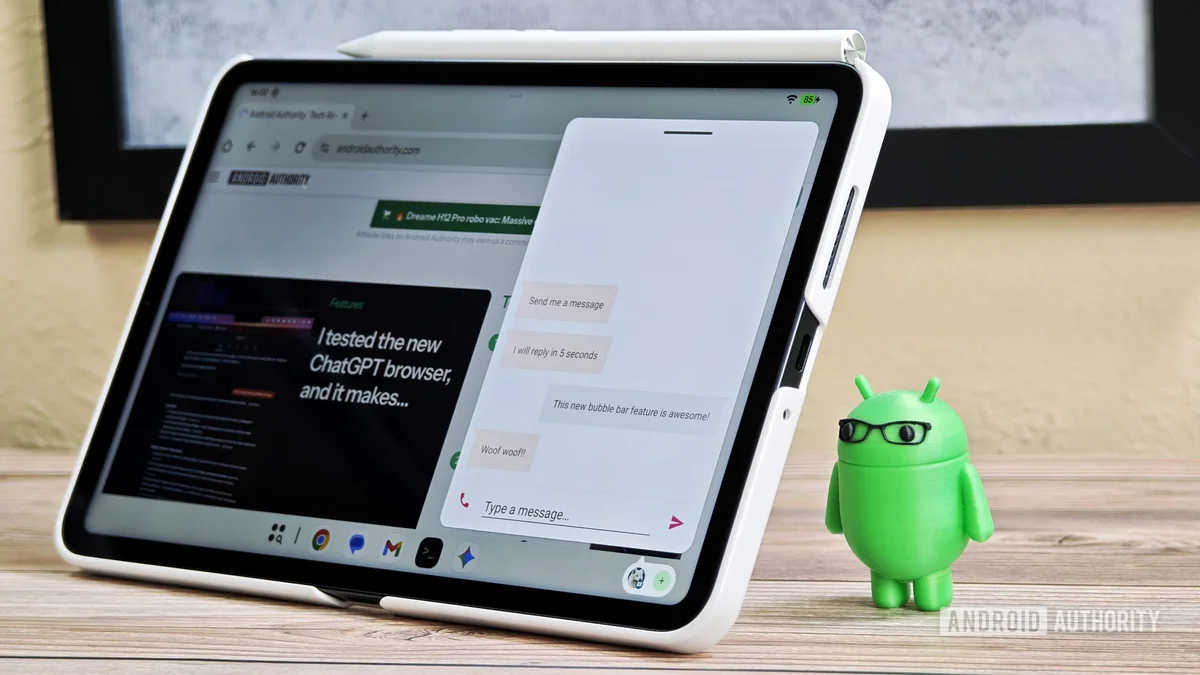 Android Authority: Tech Re
androidauthority.com
85
ANDROID AUTHORITY
🔥 Dreame H12 Pro robo vac: Massive
Affiliate links on Android Authority may earn us a commi
Features
I tested the new
ChatGPT browser,
and it makes...
T
Send me a message
I will reply in 5 seconds
This new bubble bar feature is awesome!
Woof woof!!
Type a message...
ANDROID AUTHORITY